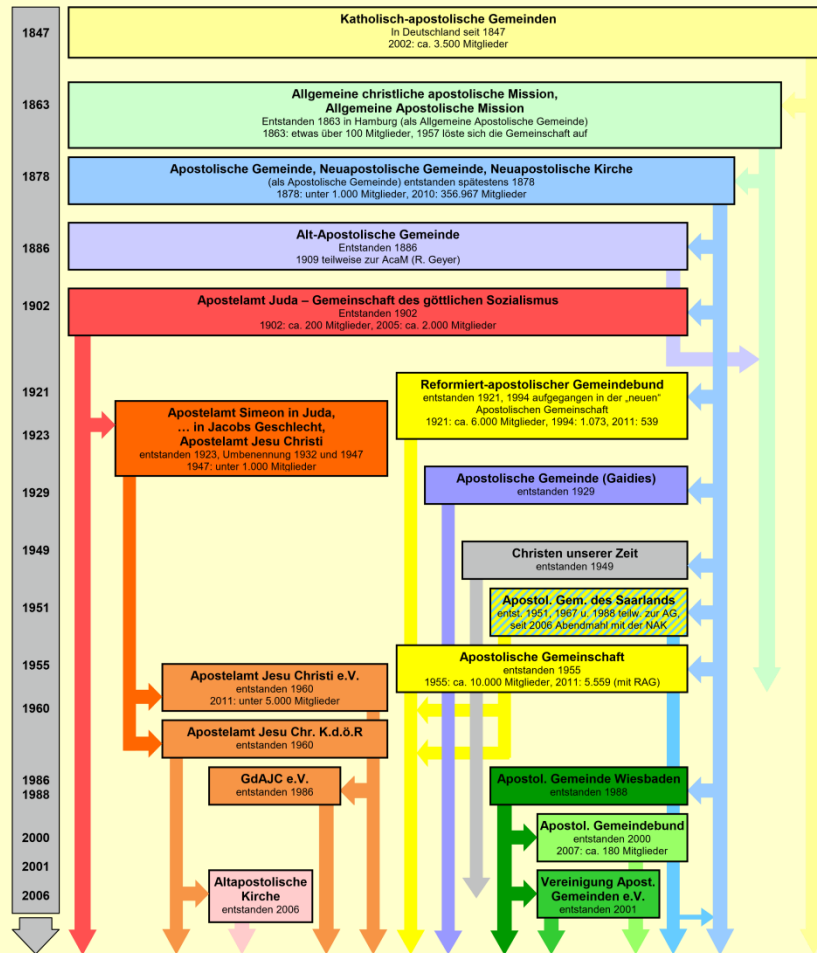 1847
Katholisch-apostolische Gemeinden
In Deutschland seit 1847
2002: ca. 3.500 Mitglieder
1863
Allgemeine christliche apostolische Mission,
Allgemeine Apostolische Mission
Entstanden 1863 in Hamburg (als Allgemeine Apostolische Gemeinde)
1863: etwas über 100 Mitglieder, 1957 löste sich die Gemeinschaft auf
1878
Apostolische Gemeinde, Neuapostolische Gemeinde, Neuapostolische Kirche
(als Apostolische Gemeinde) entstanden spätestens 1878
1878: unter 1.000 Mitglieder, 2010: 356.967 Mitglieder
1886
Alt-Apostolische Gemeinde
Entstanden 1886
1909 teilweise zur AcaM (R. Geyer)
1902
Apostelamt Juda – Gemeinschaft des göttlichen Sozialismus
Entstanden 1902
1902: ca. 200 Mitglieder, 2005: ca. 2.000 Mitglieder
1921
Reformiert-apostolischer Gemeindebund
entstanden 1921, 1994 aufgegangen in der „neuen“
Apostolischen Gemeinschaft
1921: ca. 6.000 Mitglieder, 1994: 1.073, 2011: 539
1923
Apostelamt Simeon in Juda,
… in Jacobs Geschlecht,
Apostelamt Jesu Christi
entstanden 1923, Umbenennung 1932 und 1947
1947: unter 1.000 Mitglieder
1929
Apostolische Gemeinde (Gaidies)
entstanden 1929
1949
Christen unserer Zeit
entstanden 1949
1951
Apostol. Gem. des Saarlands
entst. 1951, 1967 u. 1988 teilw. zur AG,
seit 2006 Abendmahl mit der NAK
1955
Apostolische Gemeinschaft
entstanden 1955
1955: ca. 10.000 Mitglieder, 2011: 5.559 (mit RAG)
1960
Apostelamt Jesu Christi e.V.
entstanden 1960
2011: unter 5.000 Mitglieder
Apostelamt Jesu Chr. K.d.ö.R
entstanden 1960
1986
1988
GdAJC e.V.
entstanden 1986
Apostol. Gemeinde Wiesbaden
entstanden 1988
2000
Apostol. Gemeindebund
entstanden 2000
2007: ca. 180 Mitglieder
2001
2006
Altapostolische
Kirche
entstanden 2006
Vereinigung Apost.
Gemeinden e.V.
entstanden 2001